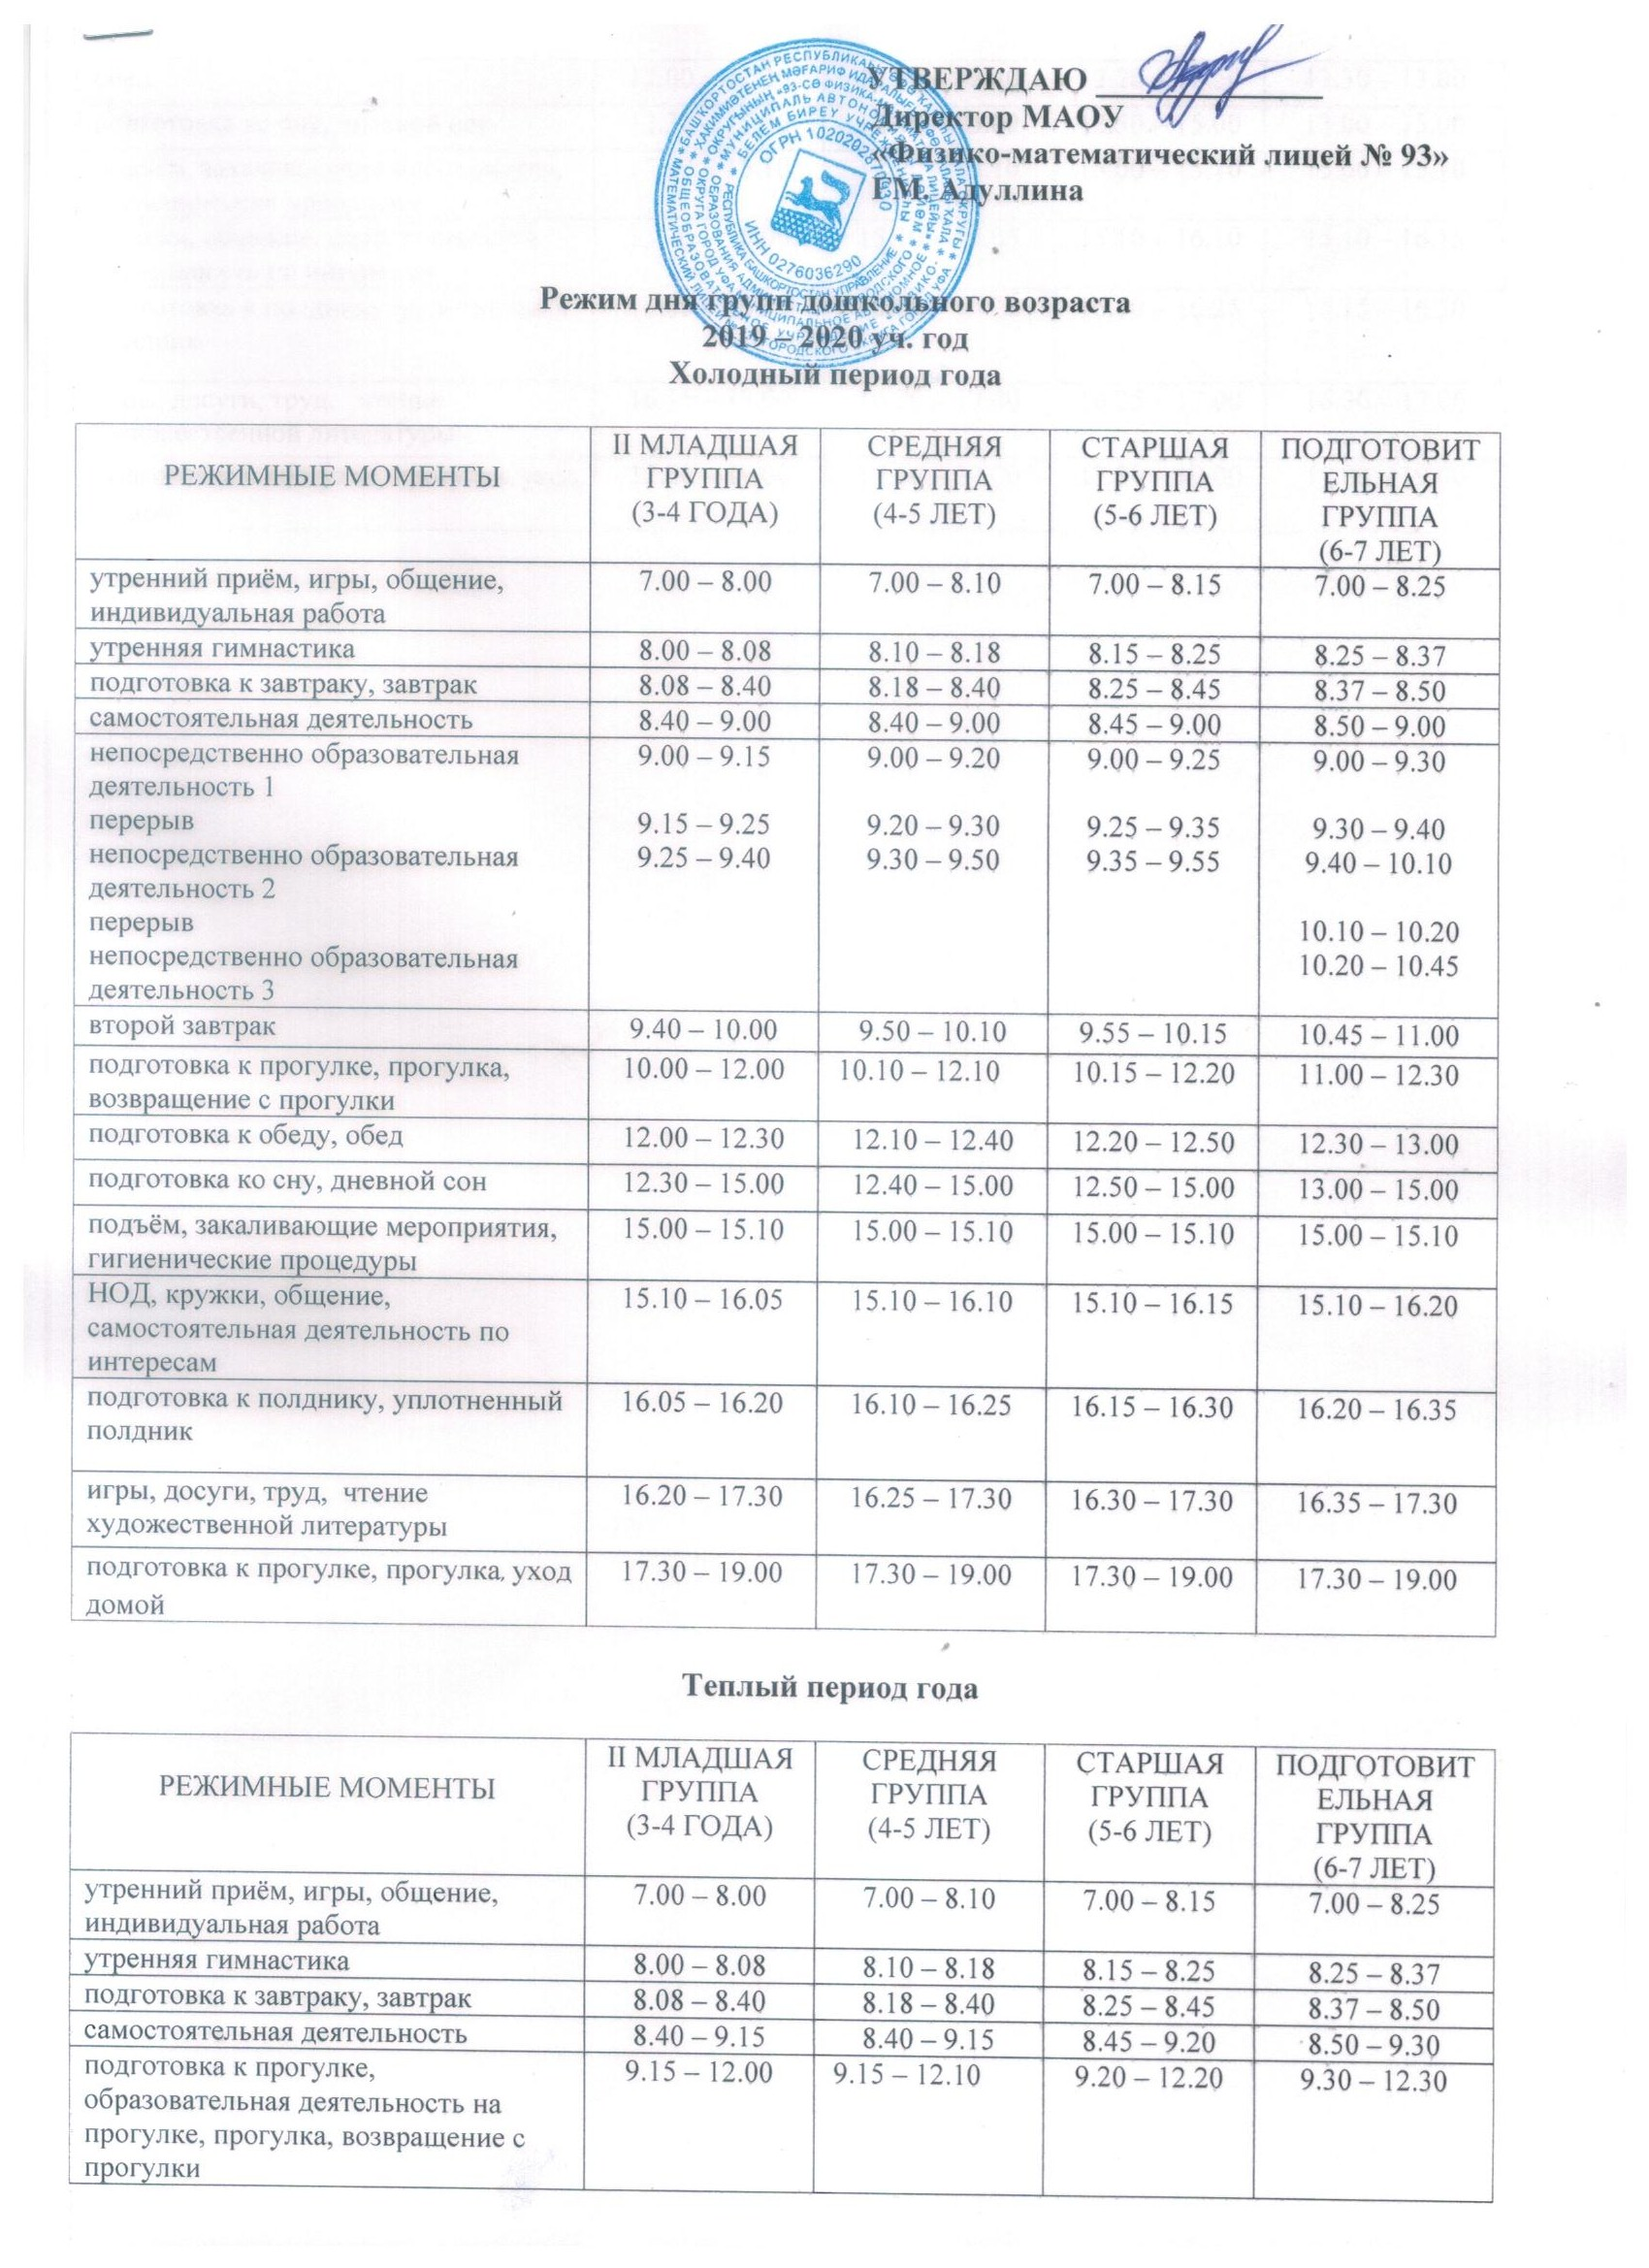 УТВЕРЖДАЮ
Директор МАОУ
«Физико-математический лицей № 93»
Г.М. Адуллина
ОГРН 1020202870930
ИНН 0276036290
Режим дня групп дошкольного возраста
2019 – 2020 уч. год
Холодный период года
РЕЖИМНЫЕ МОМЕНТЫ
II МЛАДШАЯ
ГРУППА
(3-4 ГОДА)
СРЕДНЯЯ
ГРУППА
(4-5 ЛЕТ)
СТАРШАЯ
ГРУППА
(5-6 ЛЕТ)
ПОДГОТОВИТ
ЕЛЬНАЯ
ГРУППА
(6-7 ЛЕТ)
утренний приём, игры, общение,
индивидуальная работа
7.00 – 8.00
7.00 – 8.10
7.00 – 8.15
7.00 – 8.25
утренняя гимнастика
8.00 – 8.08
8.10 – 8.18
8.15 – 8.25
8.25 – 8.37
подготовка к завтраку, завтрак
8.08 – 8.40
8.18 – 8.40
8.25 – 8.45
8.37 – 8.50
самостоятельная деятельность
8.40 – 9.00
8.40 – 9.00
8.45 – 9.00
8.50 – 9.00
непосредственно образовательная
деятельность 1
перерыв
непосредственно образовательная
деятельность 2
перерыв
непосредственно образовательная
деятельность 3
9.00 – 9.15
9.15 – 9.25
9.25 – 9.40
9.00 – 9.20
9.20 – 9.30
9.30 – 9.50
9.00 – 9.25
9.25 – 9.35
9.35 – 9.55
9.00 – 9.30
9.30 – 9.40
9.40 – 10.10
10.10 – 10.20
10.20 – 10.45
второй завтрак
9.40 – 10.00
9.50 – 10.10
9.55 – 10.15
10.45 – 11.00
подготовка к прогулке, прогулка,
возвращение с прогулки
10.00 – 12.00
10.10 – 12.10
10.15 – 12.20
11.00 – 12.30
подготовка к обеду, обед
12.00 – 12.30
12.10 – 12.40
12.20 – 12.50
12.30 – 13.00
подготовка ко сну, дневной сон
12.30 – 15.00
12.40 – 15.00
12.50 – 15.00
13.00 – 15.00
подъём, закаливающие мероприятия,
гигиенические процедуры
15.00 – 15.10
15.00 – 15.10
15.00 – 15.10
15.00 – 15.10
НОД, кружки, общение,
самостоятельная деятельность по
интересам
15.10 – 16.05
15.10 – 16.10
15.10 – 16.15
15.10 – 16.20
подготовка к полднику, уплотненный
полдник
16.05 – 16.20
16.10 – 16.25
16.15 – 16.30
16.20 – 16.35
игры, досуги, труд, чтение
художественной литературы
16.20 – 17.30
16.25 – 17.30
16.30 – 17.30
16.35 – 17.30
подготовка к прогулке, прогулка, уход
домой
17.30 – 19.00
17.30 – 19.00
17.30 – 19.00
17.30 – 19.00
Теплый период года
РЕЖИМНЫЕ МОМЕНТЫ
II МЛАДШАЯ
ГРУППА
(3-4 ГОДА)
СРЕДНЯЯ
ГРУППА
(4-5 ЛЕТ)
СТАРШАЯ
ГРУППА
(5-6 ЛЕТ)
ПОДГОТОВИТ
ЕЛЬНАЯ
ГРУППА
(6-7 ЛЕТ)
утренний приём, игры, общение,
индивидуальная работа
7.00 – 8.00
7.00 – 8.10
7.00 – 8.15
7.00 – 8.25
утренняя гимнастика
8.00 – 8.08
8.10 – 8.18
8.15 – 8.25
8.25 – 8.37
подготовка к завтраку, завтрак
8.08 – 8.40
8.18 – 8.40
8.25 – 8.45
8.37 – 8.50
самостоятельная деятельность
8.40 – 9.15
8.40 – 9.15
8.45 – 9.20
8.50 – 9.30
подготовка к прогулке,
образовательная деятельность на
прогулке, прогулка, возвращение с
прогулки
9.15 – 12.00
9.15 – 12.10
9.20 – 12.20
9.30 – 12.30